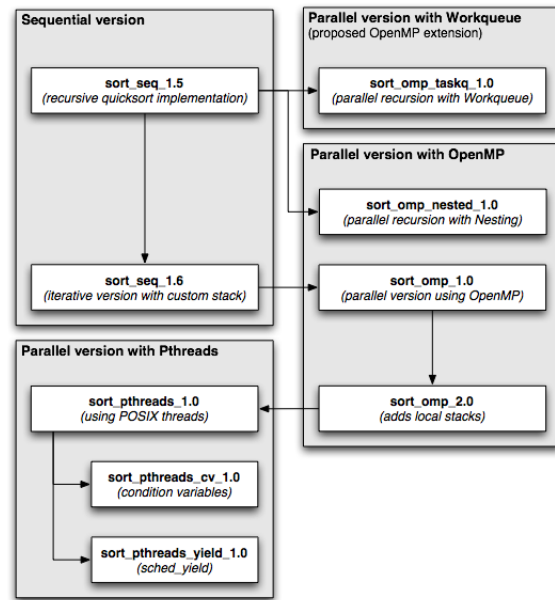 Sequential version
sort_seq_1.5
(recursive quicksort implementation)
sort_seq_1.6
(iterative version with custom stack)
Parallel version with Workqueue
(proposed OpenMP extension)
sort_omp_taskq_1.0
(parallel recursion with Workqueue)
Parallel version with OpenMP
sort_omp_nested_1.0
(parallel recursion with Nesting)
sort_omp_1.0
(parallel version using OpenMP)
sort_omp_2.0
(adds local stacks)
Parallel version with Pthreads
sort_pthreads_1.0
(using POSIX threads)
sort_pthreads_cv_1.0
(condition variables)
sort_pthreads_yield_1.0
(sched_yield)